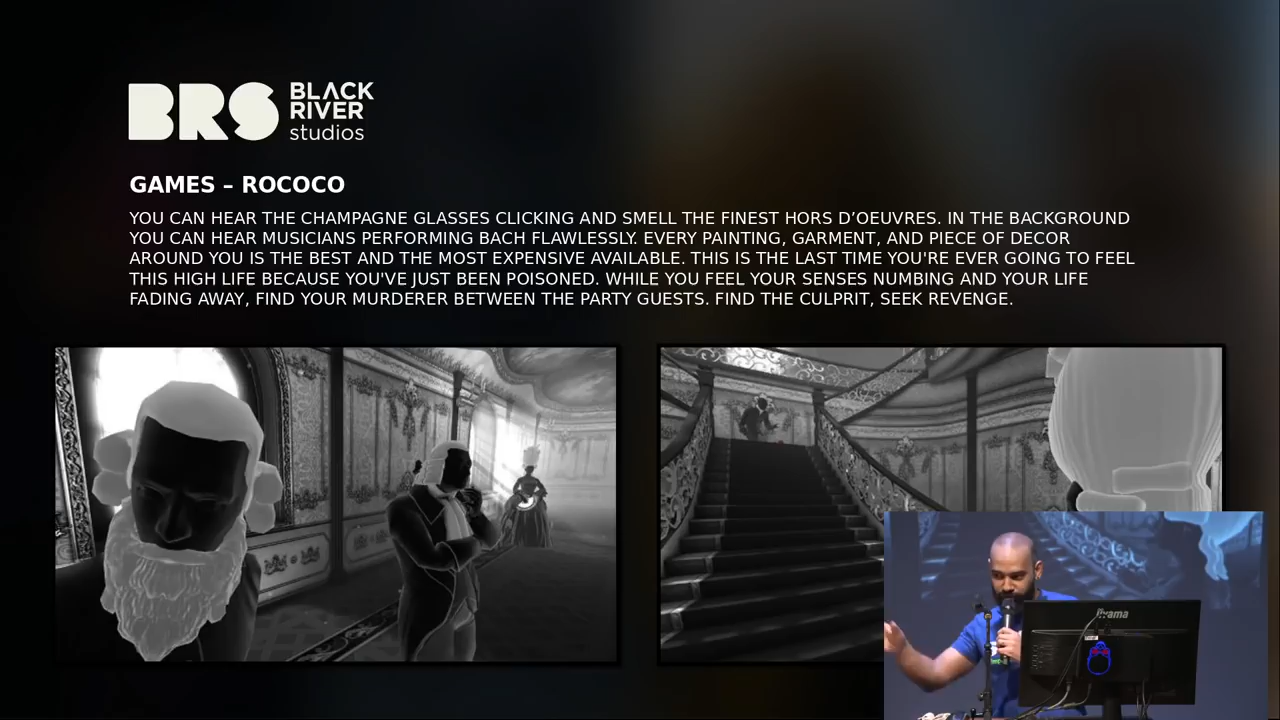 BRS
BLACK
RIVER
studios
GAMES – ROCOCO
YOU CAN HEAR THE CHAMPAGNE GLASSES CLICKING AND SMELL THE FINEST HORS D’OEUVRES. IN THE BACKGROUND
YOU CAN HEAR MUSICIANS PERFORMING BACH FLAWLESSLY. EVERY PAINTING, GARMENT, AND PIECE OF DECOR
AROUND YOU IS THE BEST AND THE MOST EXPENSIVE AVAILABLE. THIS IS THE LAST TIME YOU'RE EVER GOING TO FEEL
THIS HIGH LIFE BECAUSE YOU'VE JUST BEEN POISONED. WHILE YOU FEEL YOUR SENSES NUMBING AND YOUR LIFE
FADING AWAY, FIND YOUR MURDERER BETWEEN THE PARTY GUESTS. FIND THE CULPRIT, SEEK REVENGE.
iiyama